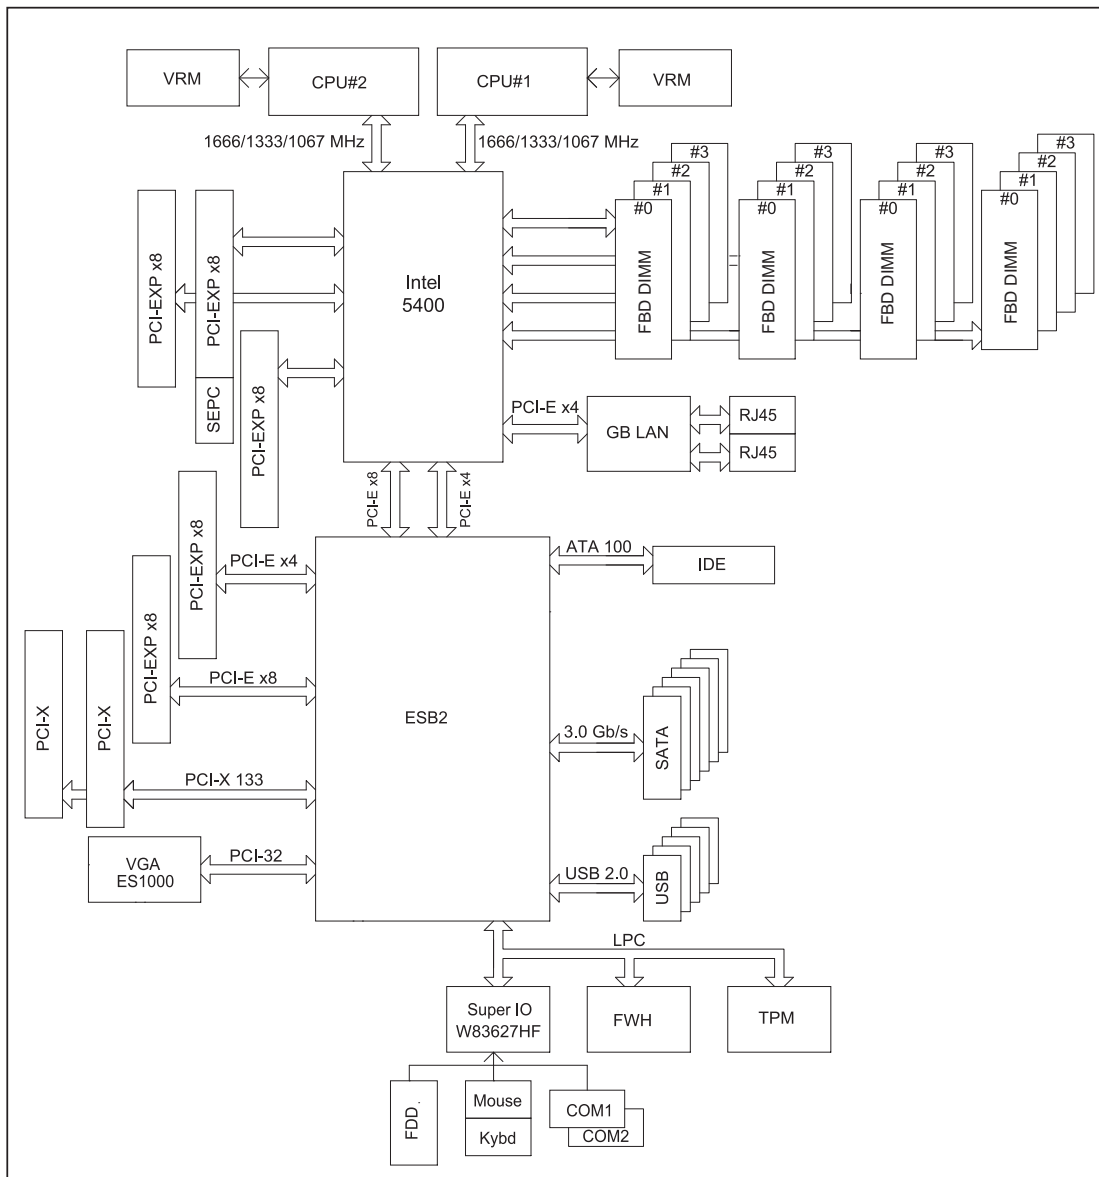 VRM
CPU#2
CPU#1
VRM
1666/1333/1067 MHz
1666/1333/1067 MHz
#3
#2
#1
#0
FBD DIMM
#3
#2
#1
#0
FBD DIMM
#3
#2
#1
#0
FBD DIMM
#3
#2
#1
#0
FBD DIMM
PCI-EXP x8
PCI-EXP x8
SEPC
PCI-EXP x8
Intel
5400
PCI-E x4
GB LAN
RJ45
RJ45
PCI-E x8
PCI-E x4
PCI-EXP x8
PCI-E x4
PCI-EXP x8
PCI-E x8
PCI-X
PCI-X
PCI-X 133
VGA
ES1000
PCI-32
ESB2
ATA 100
IDE
3.0 Gb/s
SATA
USB 2.0
USB
LPC
Super IO
W83627HF
FWH
TPM
FDD.
Mouse
Kybd
COM1
COM2